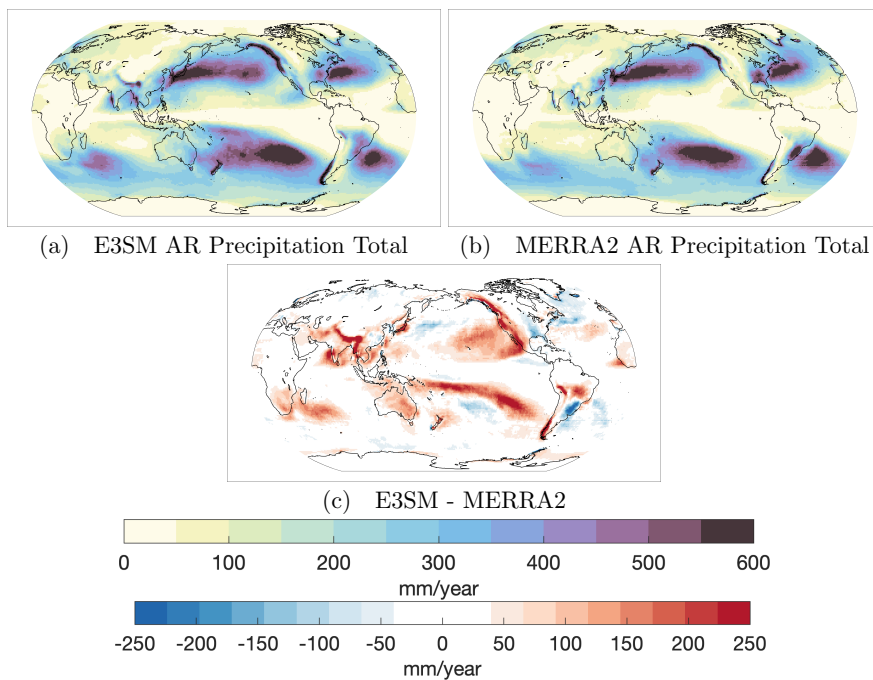 (a) E3SM AR Precipitation Total
(b) MERRA2 AR Precipitation Total
(c) E3SM - MERRA2
0 100 200 300 400 500 600
mm/year
-250 -200 -150 -100 -50 0 50 100 150 200 250
mm/year